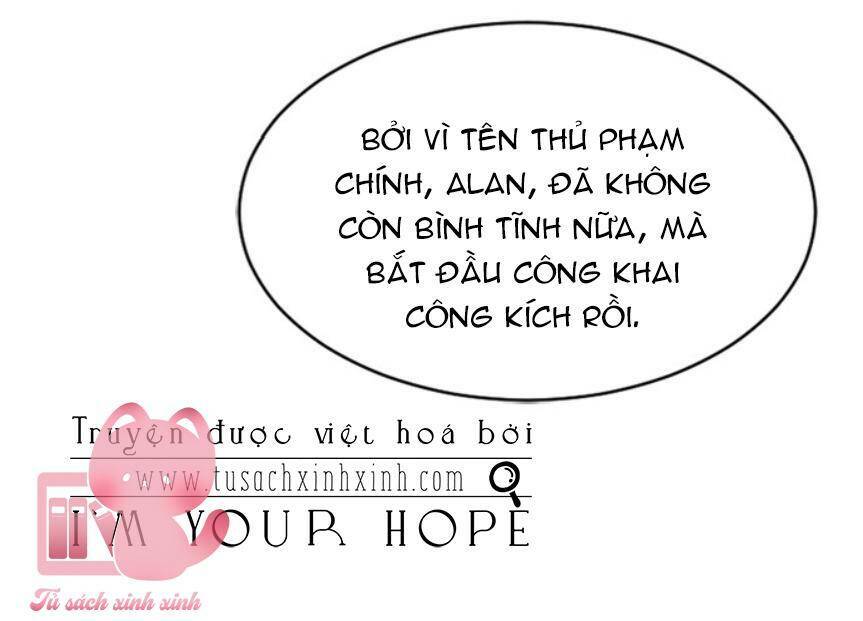 BỞI VÌ TÊN THỦ PHẠM
CHÍNH, ALAN, ĐÃ KHÔNG
CÒN BÌNH TĨNH NỮA, MÀ
BẮT ĐẦU CÔNG KHAI
CÔNG KÍCH RỒI.
Truyện được việt hoá bởi
www.tusachxinhxinh.com
I'M YOUR HOPE
Tủ sách xinh xinh